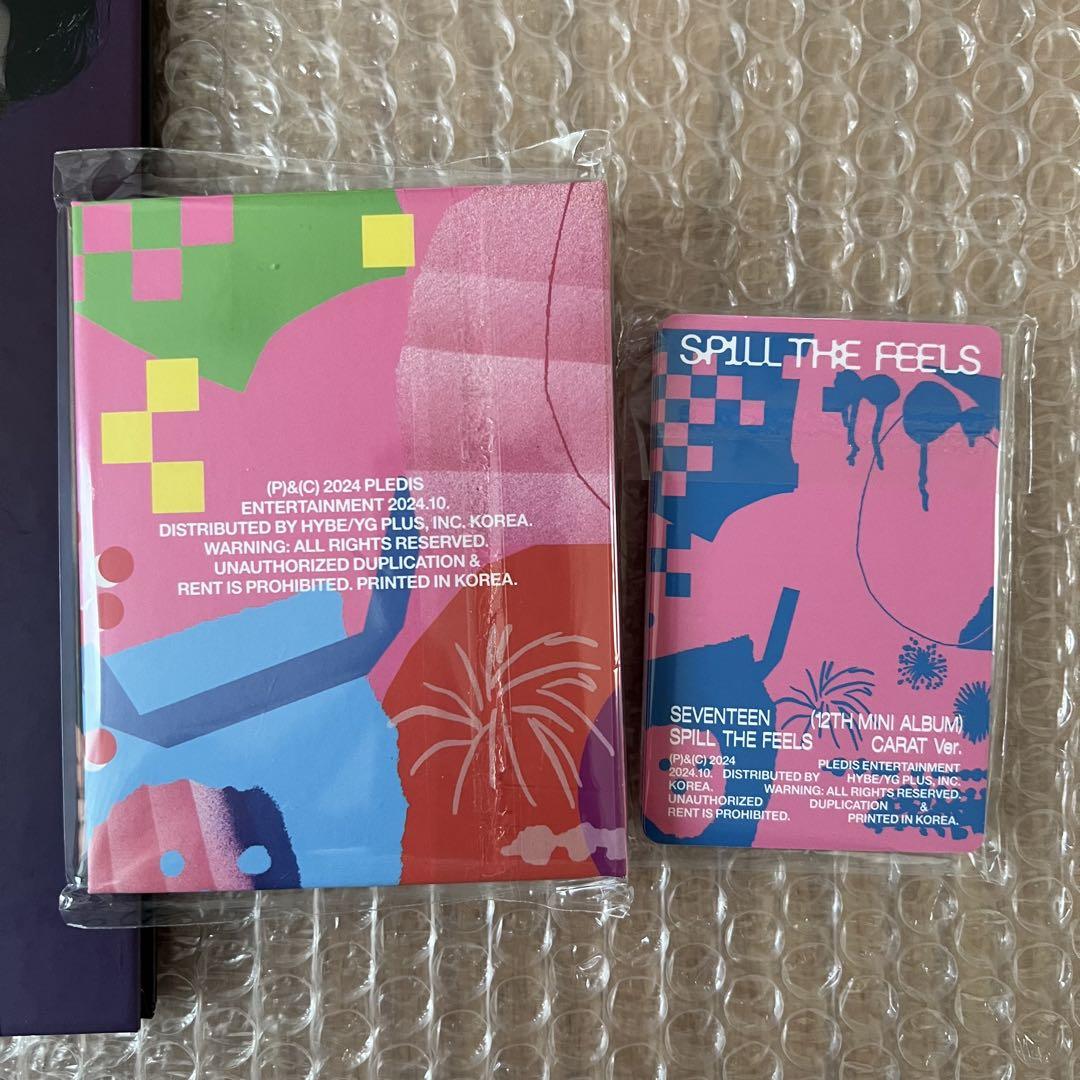 (P)&(C) 2024 PLEDIS
ENTERTAINMENT 2024.10.
DISTRIBUTED BY HYBE/YG PLUS, INC. KOREA.
WARNING: ALL RIGHTS RESERVED.
UNAUTHORIZED DUPLICATION &
RENT IS PROHIBITED. PRINTED IN KOREA.
SPILL THE FEELS
SEVENTEEN (12TH MINI ALBUM)
SPILL THE FEELS CARAT Ver.
(P)&(C) 2024 PLEDIS ENTERTAINMENT
2024.10. DISTRIBUTED BY HYBE/YG PLUS, INC.
KOREA. WARNING: ALL RIGHTS RESERVED.
UNAUTHORIZED DUPLICATION &
RENT IS PROHIBITED. PRINTED IN KOREA.